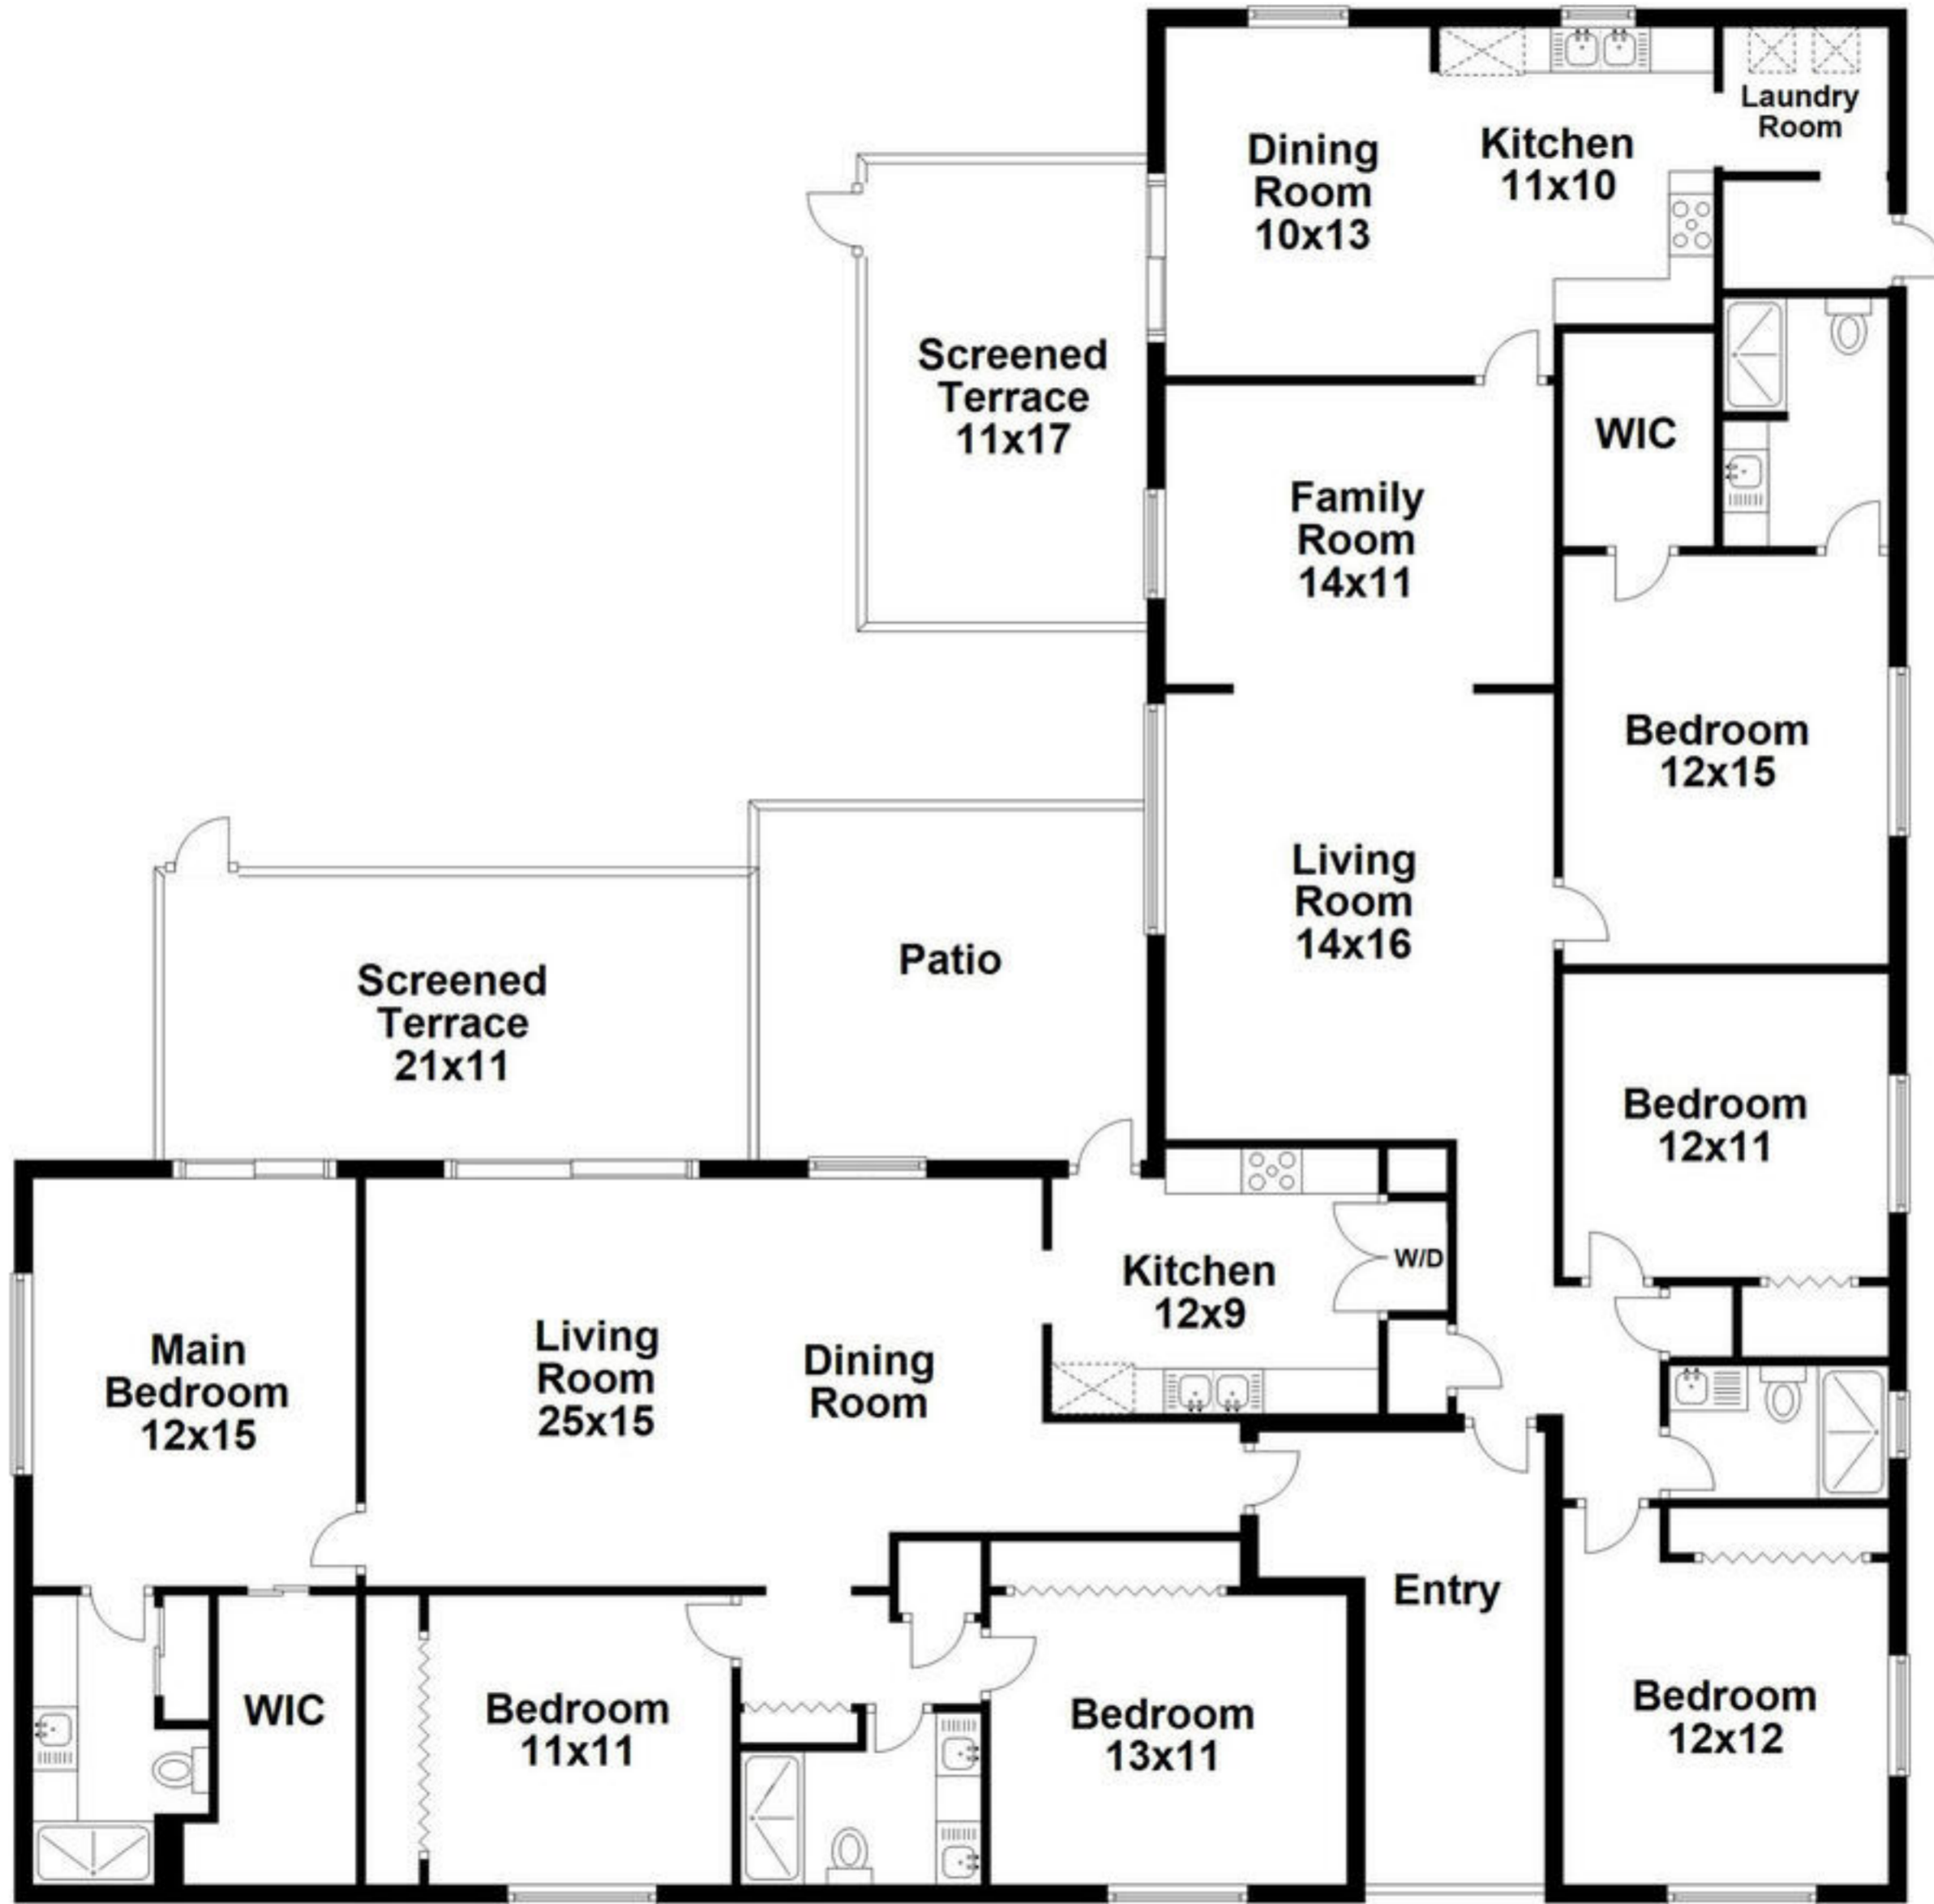 Laundry
Room
Dining
Room
10x13
Kitchen
11x10
Screened
Terrace
11x17
WIC
Family
Room
14x11
Bedroom
12x15
Living
Room
14x16
Patio
Screened
Terrace
21x11
Bedroom
12x11
Kitchen
12x9
W/D
Main
Bedroom
12x15
Living
Room
25x15
Dining
Room
Entry
WIC
Bedroom
11x11
Bedroom
13x11
Bedroom
12x12